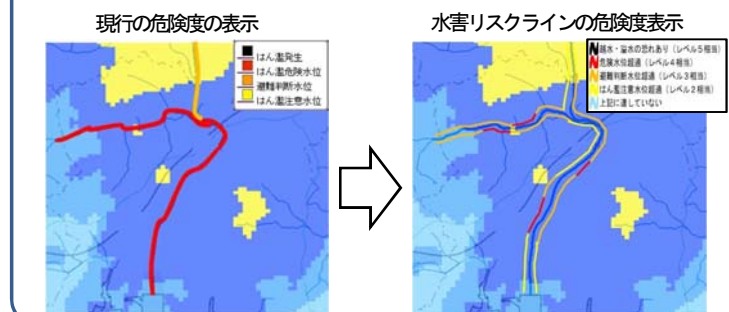 現行の危険度の表示
はん濫発生
はん濫危険水位
避難判断水位
はん濫注意水位
水害リスクラインの危険度表示
越水・溢水の恐れあり（レベル5相当）
危険水位超過（レベル4相当）
避難判断水位超過（レベル3相当）
はん濫注意水位超過（レベル2相当）
上記に達していない